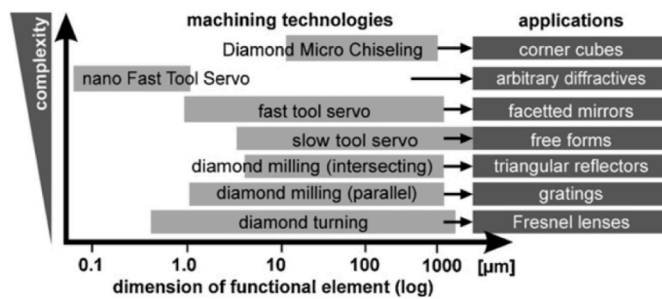 machining technologies applications
complexity
Diamond Micro Chiseling corner cubes
nano Fast Tool Servo arbitrary diffractives
fast tool servo facetted mirrors
slow tool servo free forms
diamond milling (intersecting) triangular reflectors
diamond milling (parallel) gratings
diamond turning Fresnel lenses
0.1 1.0 10 100 1000 [µm]
dimension of functional element (log)